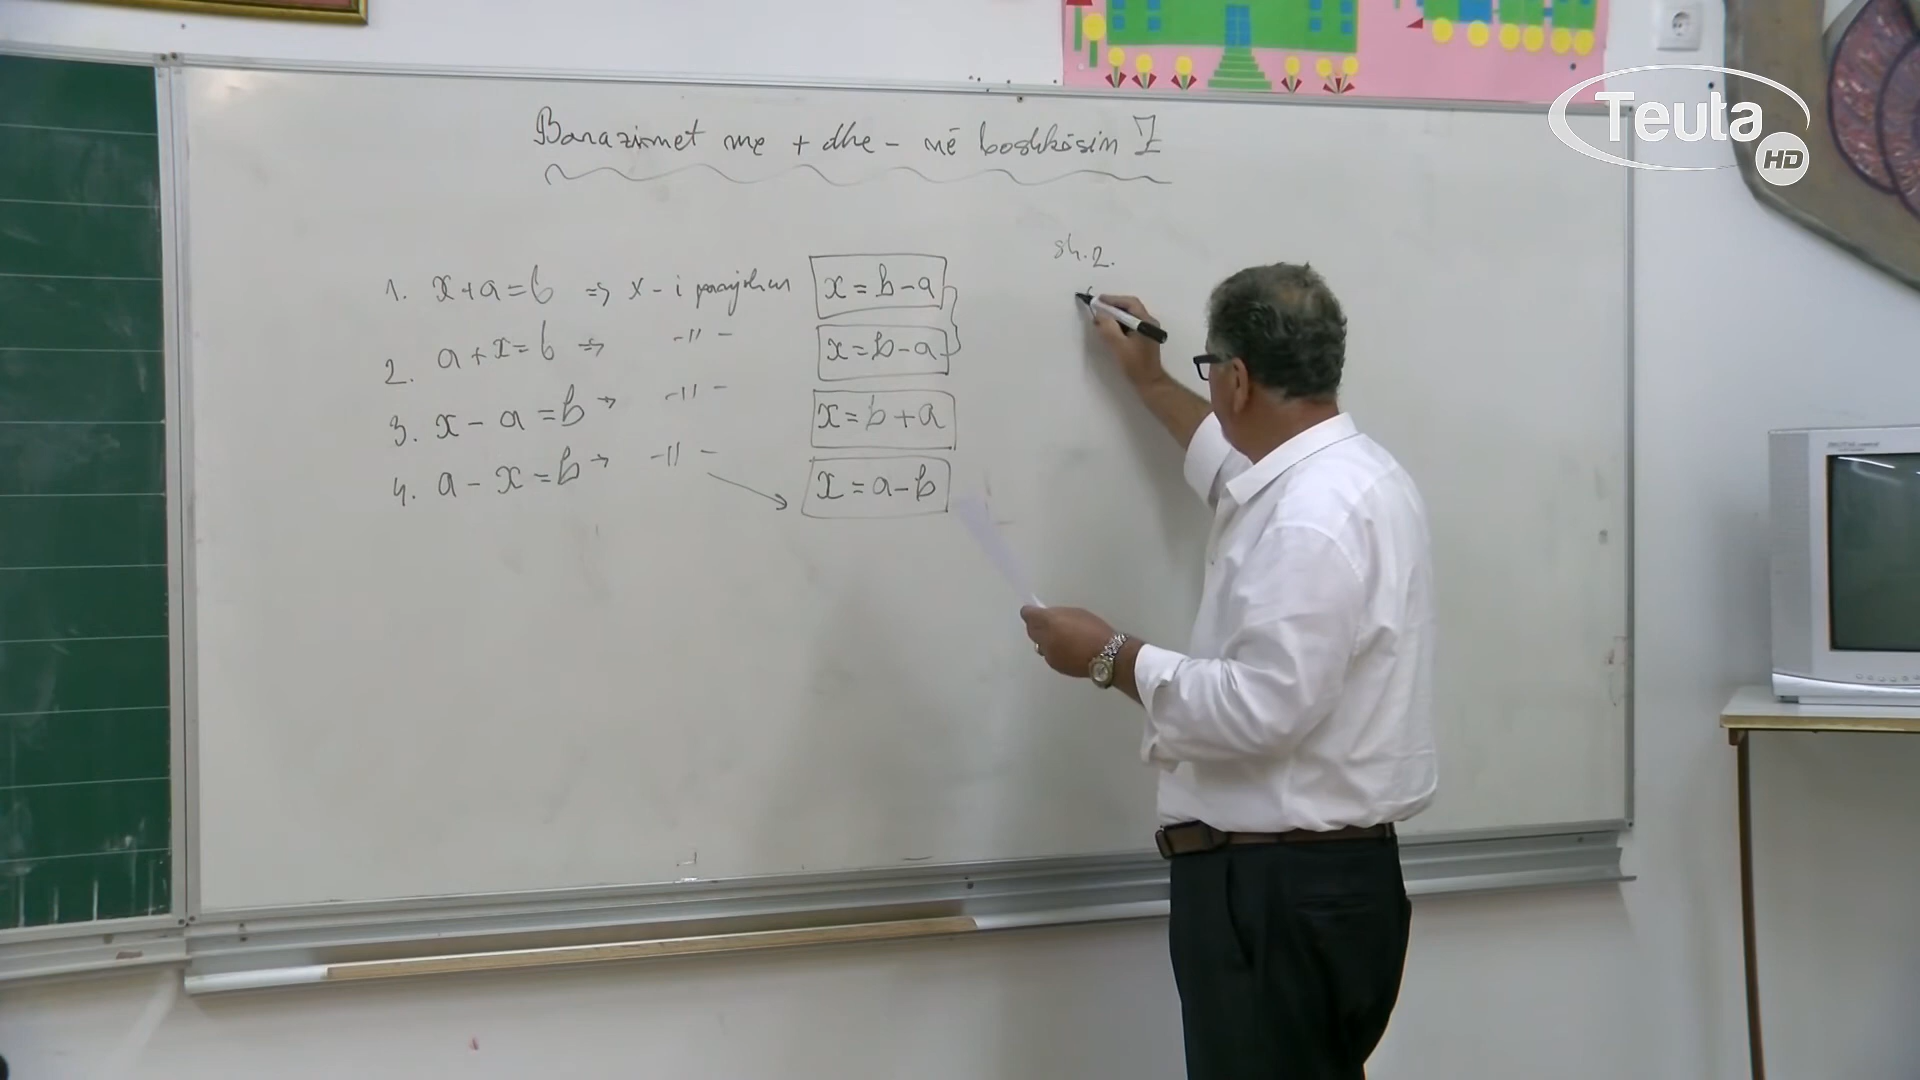 Barazimet me + dhe - në bashkësin Z
1. x+a=b => x - i panjohur x=b-a
2. a+x=b => -"- x=b-a
3. x-a=b → -"- x=b+a
4. a-x=b → -"- x=a-b
sh.2.
Teuta HD